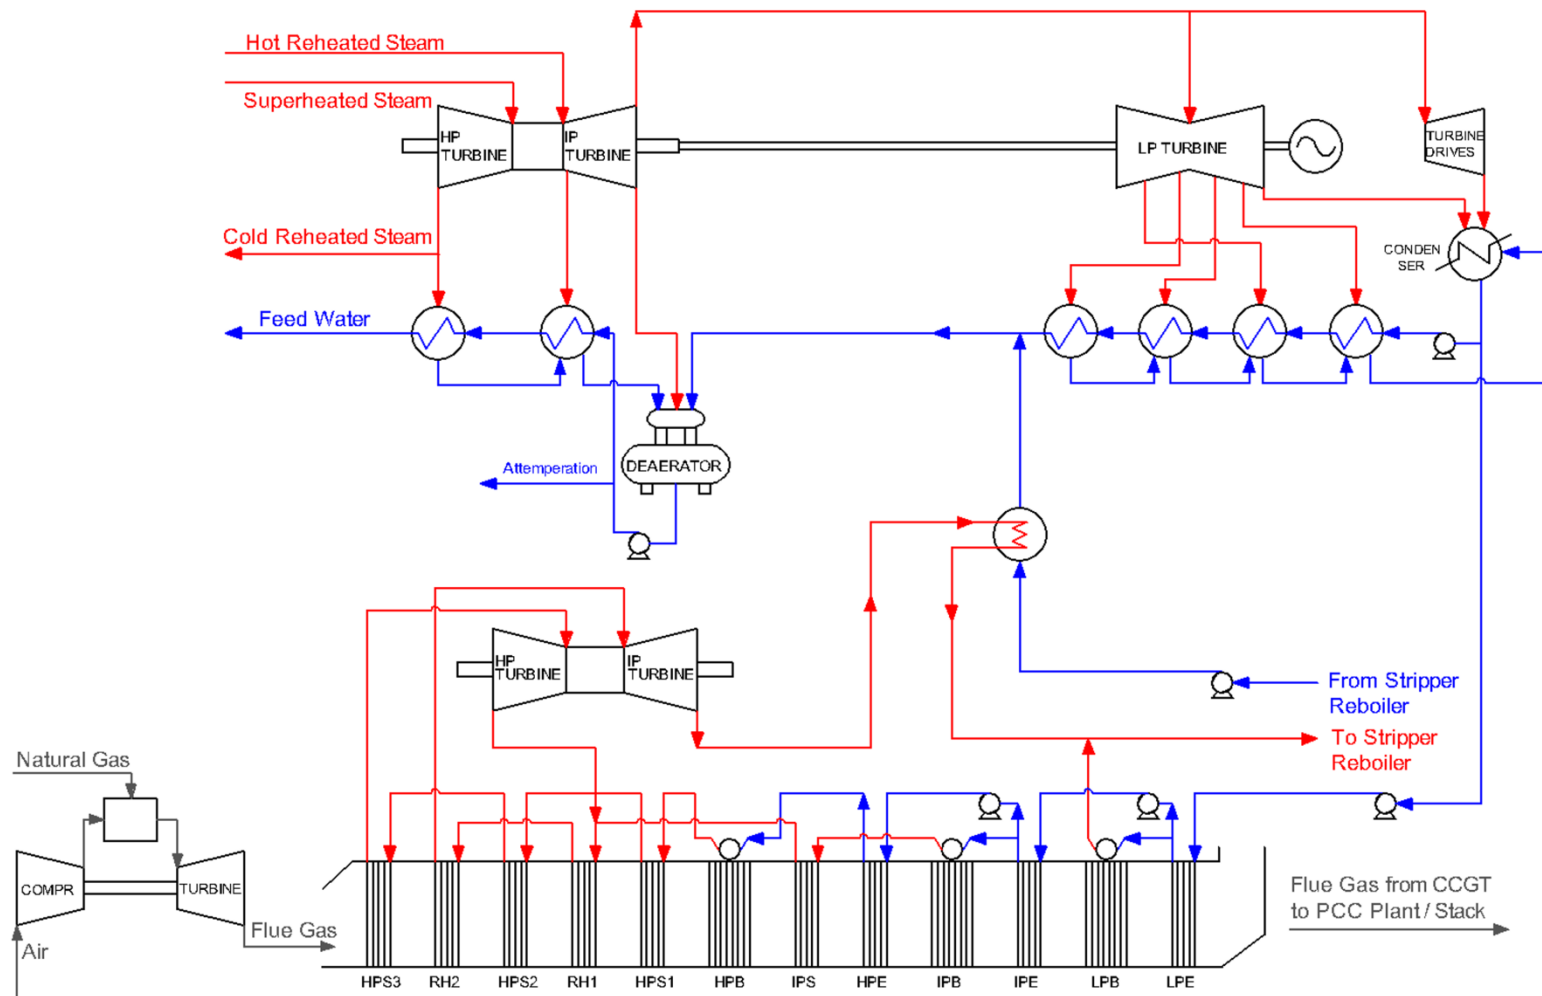 Hot Reheated Steam
Superheated Steam
HP
TURBINE
IP
TURBINE
LP TURBINE
TURBINE
DRIVES
Cold Reheated Steam
CONDEN
SER
Feed Water
DEAERATOR
Attemperation
HP
TURBINE
IP
TURBINE
From Stripper
Reboiler
To Stripper
Reboiler
Natural Gas
COMPR
TURBINE
Flue Gas
Air
Flue Gas from CCGT
to PCC Plant / Stack
HPS3
RH2
HPS2
RH1
HPS1
HPB
IPS
HPE
IPB
IPE
LPB
LPE